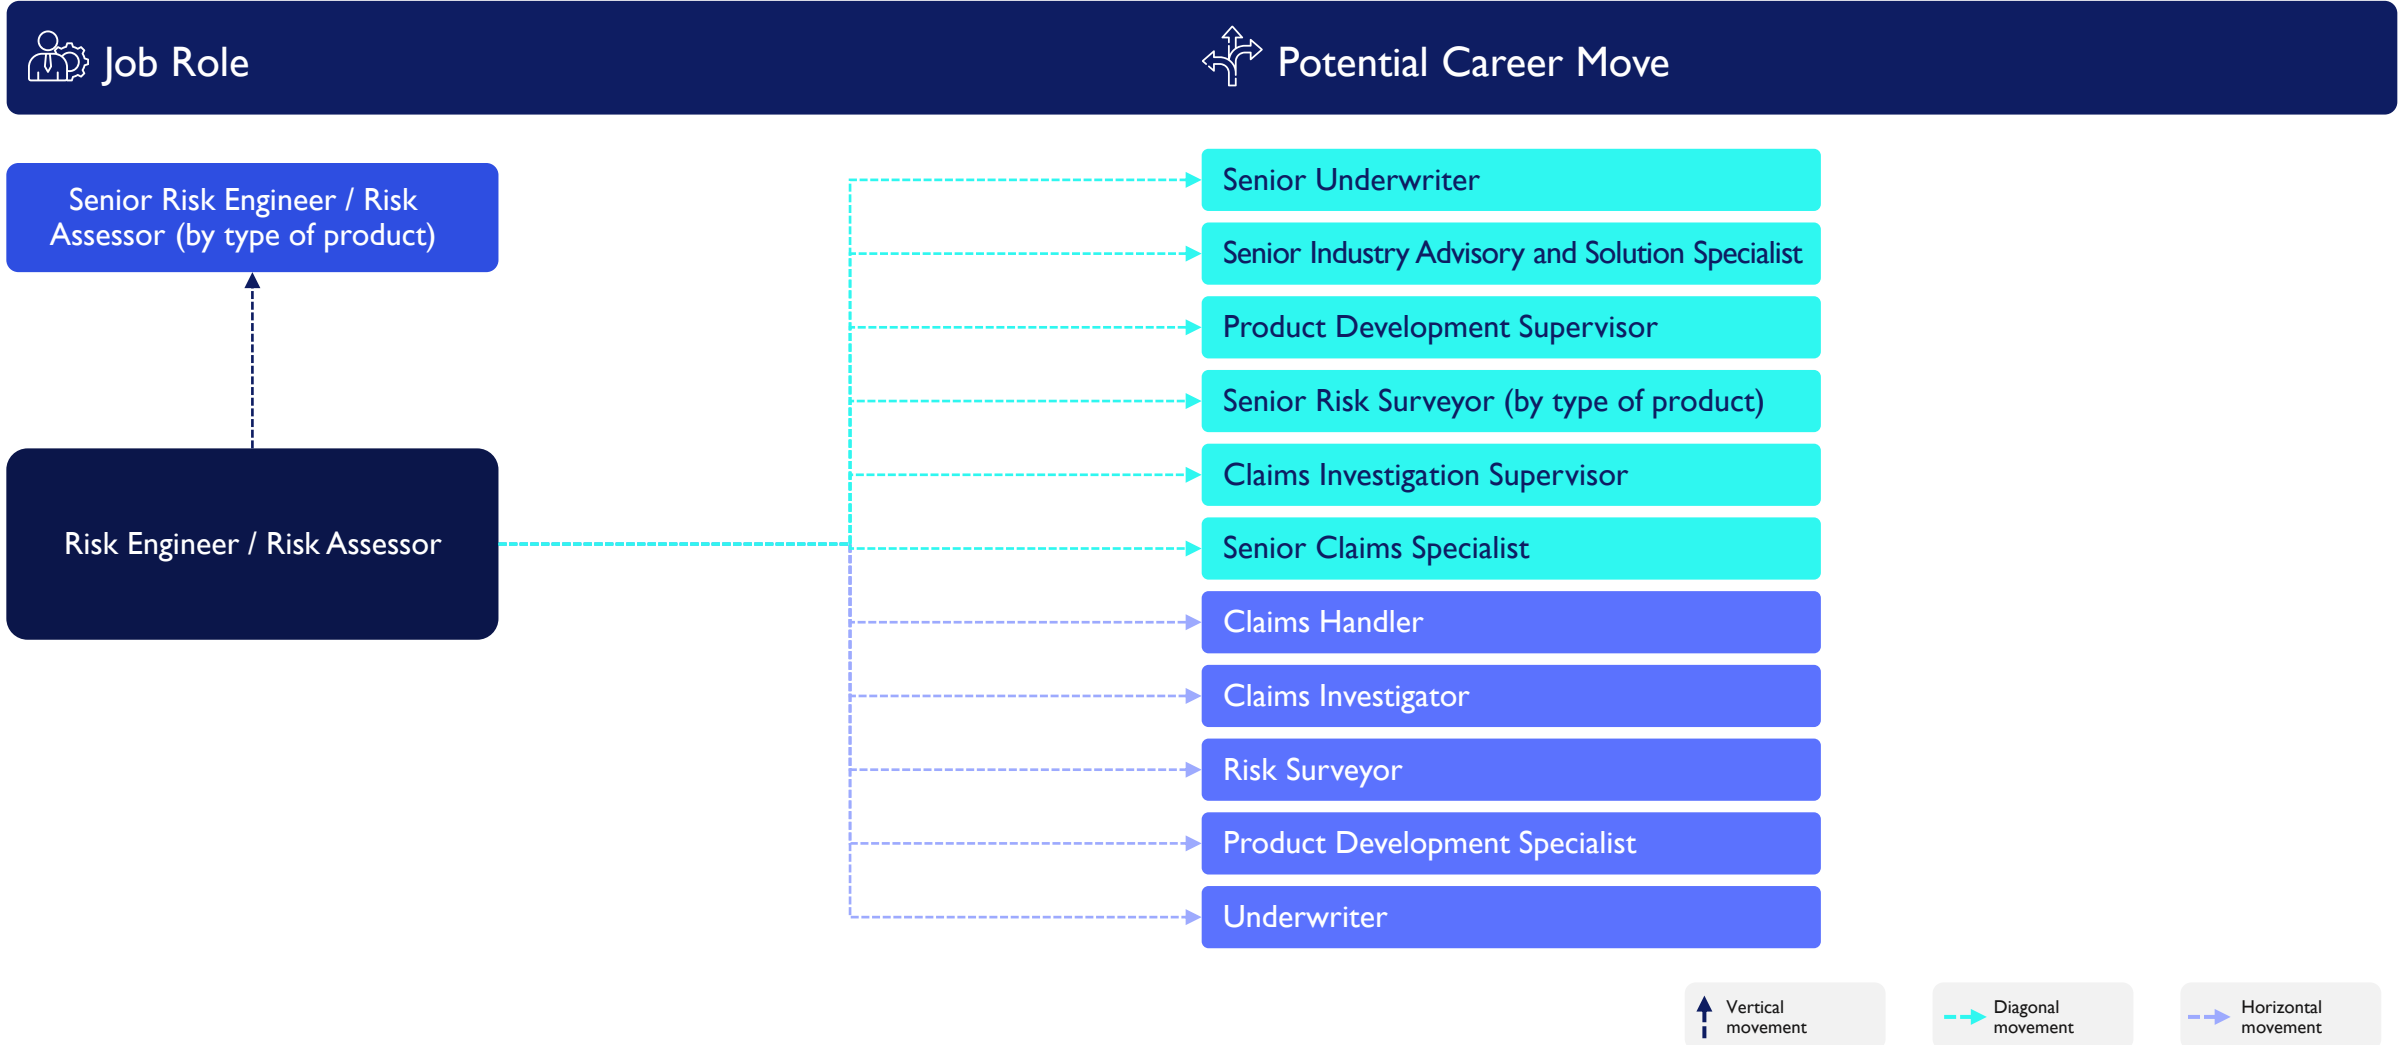 Job Role
Potential Career Move
Senior Risk Engineer / Risk
Assessor (by type of product)
Risk Engineer / Risk Assessor
Senior Underwriter
Senior Industry Advisory and Solution Specialist
Product Development Supervisor
Senior Risk Surveyor (by type of product)
Claims Investigation Supervisor
Senior Claims Specialist
Claims Handler
Claims Investigator
Risk Surveyor
Product Development Specialist
Underwriter
Vertical
movement
Diagonal
movement
Horizontal
movement